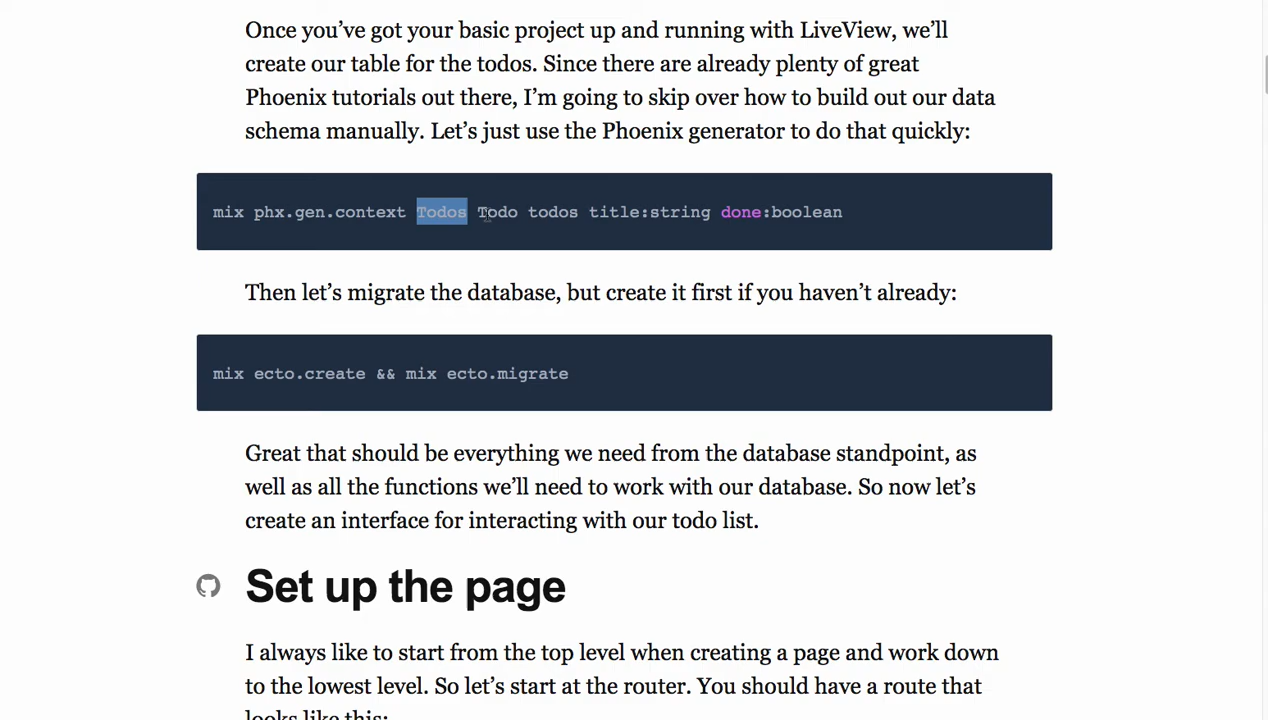 Once you’ve got your basic project up and running with LiveView, we’ll
create our table for the todos. Since there are already plenty of great
Phoenix tutorials out there, I’m going to skip over how to build out our data
schema manually. Let’s just use the Phoenix generator to do that quickly:
mix phx.gen.context Todos Todo todos title:string done:boolean
Then let’s migrate the database, but create it first if you haven’t already:
mix ecto.create && mix ecto.migrate
Great that should be everything we need from the database standpoint, as
well as all the functions we’ll need to work with our database. So now let’s
create an interface for interacting with our todo list.
Set up the page
I always like to start from the top level when creating a page and work down
to the lowest level. So let’s start at the router. You should have a route that
looks like this: